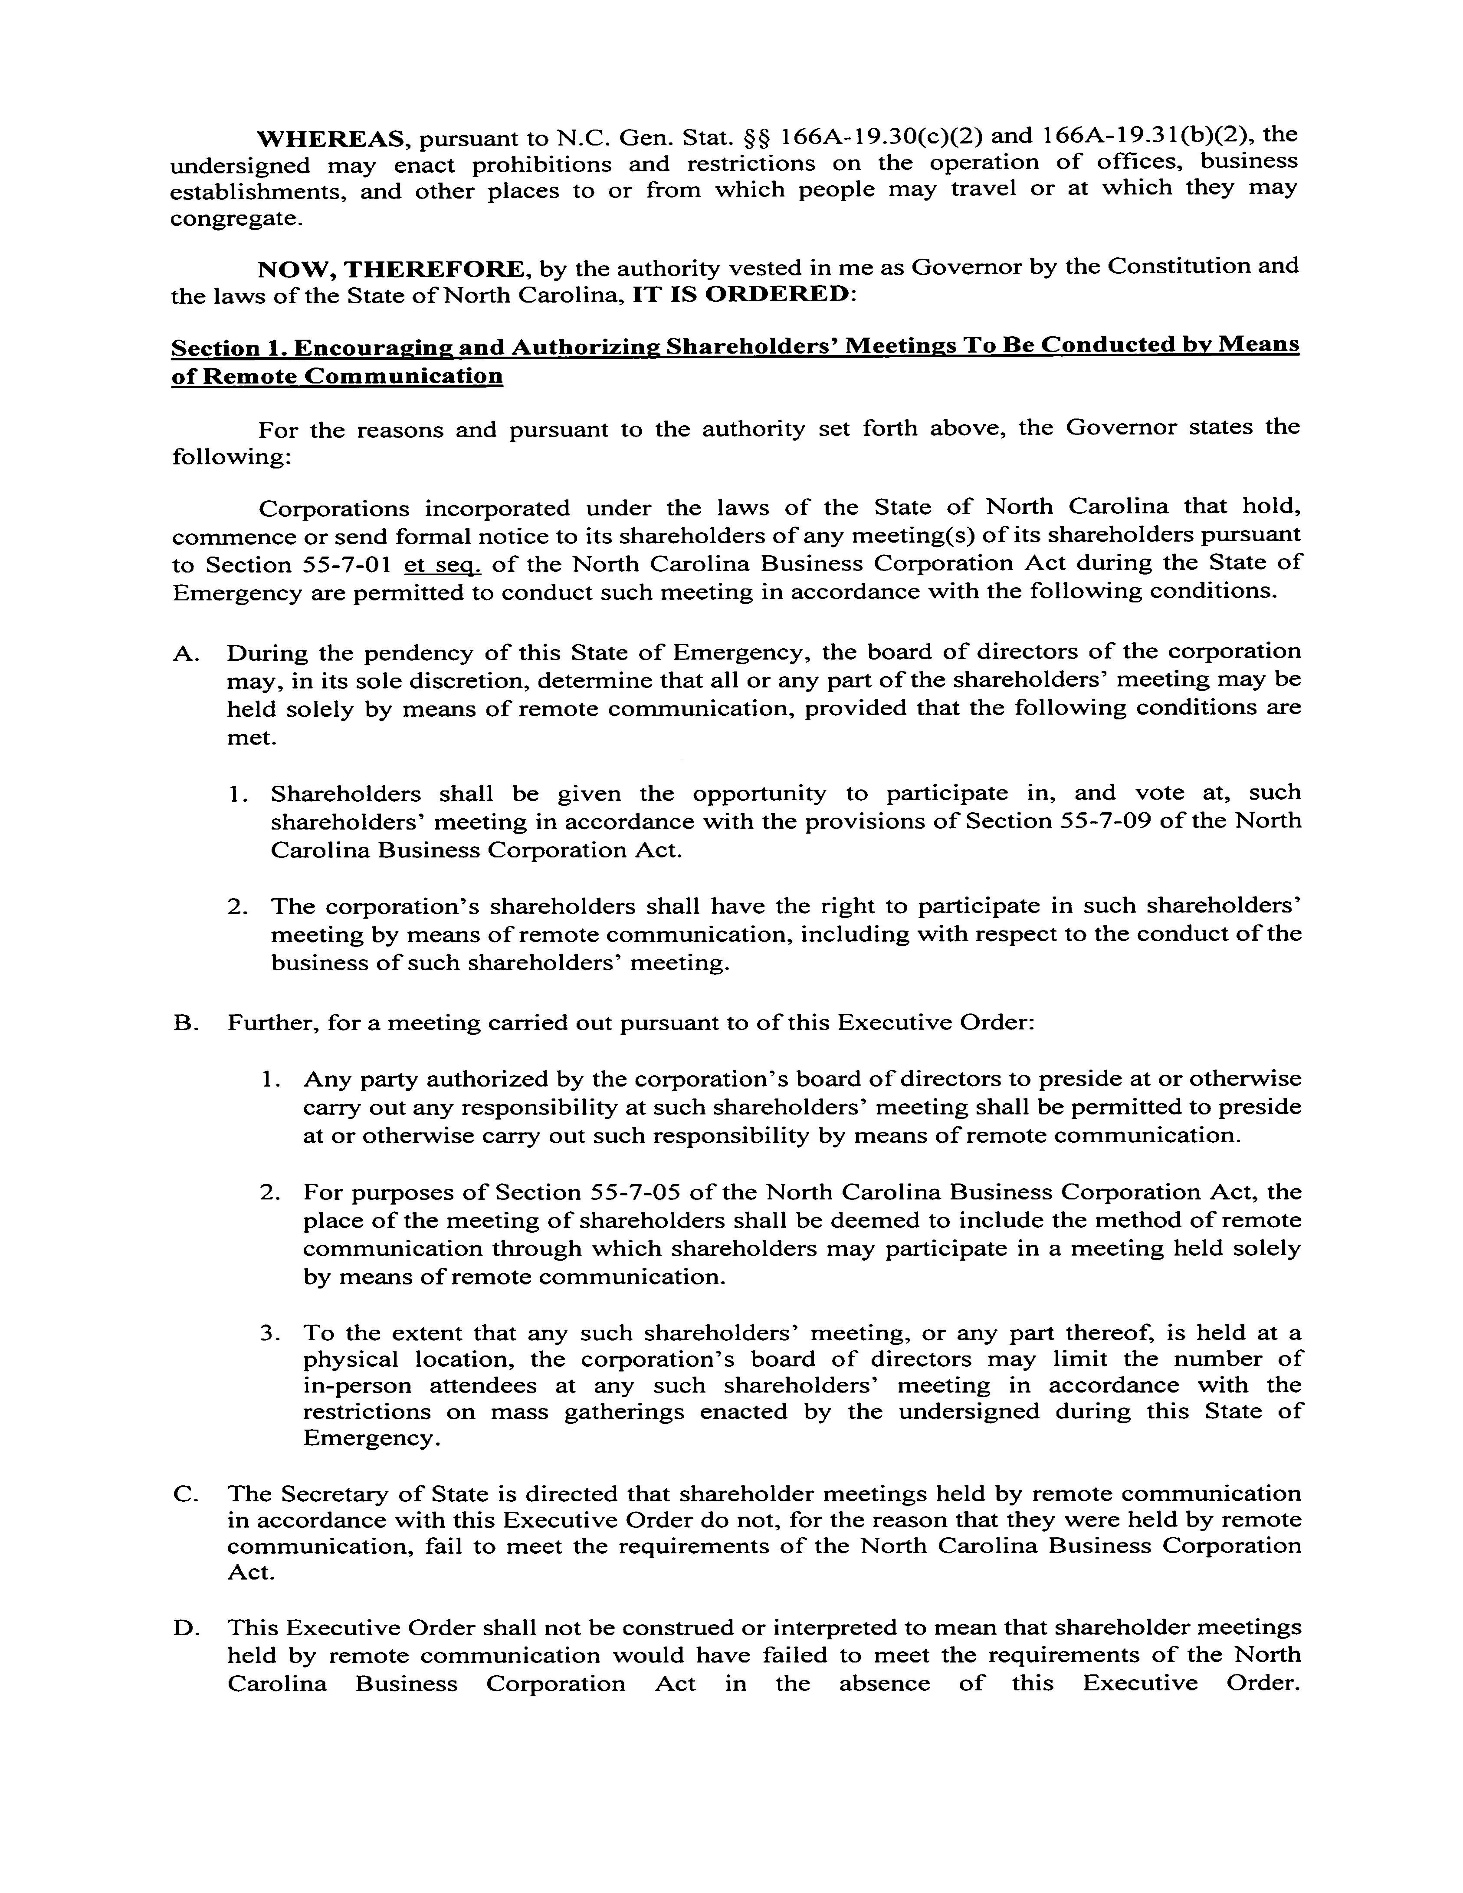 WHEREAS, pursuant to N.C. Gen. Stat. §§ 166A-19.30(c)(2) and 166A-19.31(b)(2), the
undersigned may enact prohibitions and restrictions on the operation of offices, business
establishments, and other places to or from which people may travel or at which they may
congregate.
NOW, THEREFORE, by the authority vested in me as Governor by the Constitution and
the laws of the State of North Carolina, IT IS ORDERED:
Section 1. Encouraging and Authorizing Shareholders' Meetings To Be Conducted by Means
of Remote Communication
For the reasons and pursuant to the authority set forth above, the Governor states the
following:
Corporations incorporated under the laws of the State of North Carolina that hold,
commence or send formal notice to its shareholders of any meeting(s) of its shareholders pursuant
to Section 55-7-01 et seq. of the North Carolina Business Corporation Act during the State of
Emergency are permitted to conduct such meeting in accordance with the following conditions.
A. During the pendency of this State of Emergency, the board of directors of the corporation
may, in its sole discretion, determine that all or any part of the shareholders' meeting may be
held solely by means of remote communication, provided that the following conditions are
met.
1. Shareholders shall be given the opportunity to participate in, and vote at, such
shareholders' meeting in accordance with the provisions of Section 55-7-09 of the North
Carolina Business Corporation Act.
2. The corporation's shareholders shall have the right to participate in such shareholders'
meeting by means of remote communication, including with respect to the conduct of the
business of such shareholders' meeting.
B. Further, for a meeting carried out pursuant to of this Executive Order:
1. Any party authorized by the corporation's board of directors to preside at or otherwise
carry out any responsibility at such shareholders' meeting shall be permitted to preside
at or otherwise carry out such responsibility by means of remote communication.
2. For purposes of Section 55-7-05 of the North Carolina Business Corporation Act, the
place of the meeting of shareholders shall be deemed to include the method of remote
communication through which shareholders may participate in a meeting held solely
by means of remote communication.
3. To the extent that any such shareholders' meeting, or any part thereof, is held at a
physical location, the corporation's board of directors may limit the number of
in-person attendees at any such shareholders' meeting in accordance with the
restrictions on mass gatherings enacted by the undersigned during this State of
Emergency.
C. The Secretary of State is directed that shareholder meetings held by remote communication
in accordance with this Executive Order do not, for the reason that they were held by remote
communication, fail to meet the requirements of the North Carolina Business Corporation
Act.
D. This Executive Order shall not be construed or interpreted to mean that shareholder meetings
held by remote communication would have failed to meet the requirements of the North
Carolina Business Corporation Act in the absence of this Executive Order.